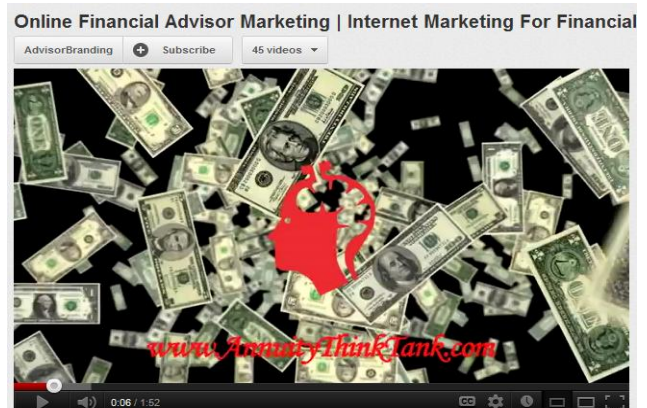 Online Financial Advisor Marketing | Internet Marketing For Financial
AdvisorBranding Subscribe 45 videos
www.AnnuityThinkTank.com
0:06 / 1:52 CC